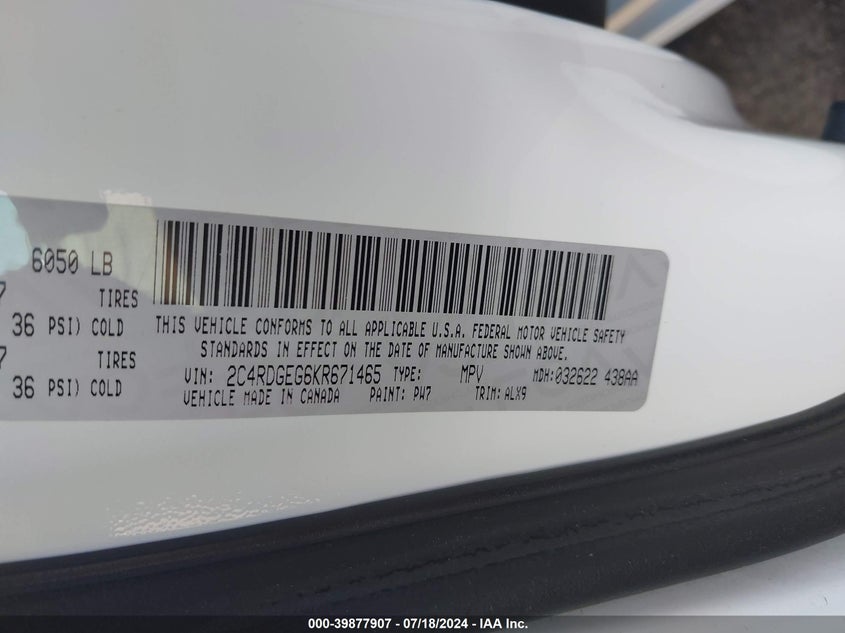 6050 LB
7 TIRES
36 PSI) COLD
7 TIRES
36 PSI) COLD
THIS VEHICLE CONFORMS TO ALL APPLICABLE U.S.A. FEDERAL MOTOR VEHICLE SAFETY
STANDARDS IN EFFECT ON THE DATE OF MANUFACTURE SHOWN ABOVE.
VIN: 2C4RDGEG6KR671465 TYPE: MPV MDH:032622 438AA
VEHICLE MADE IN CANADA PAINT: PW7 TRIM: ALX9
000-39877907 / 07/18/2024 - IAA Inc.